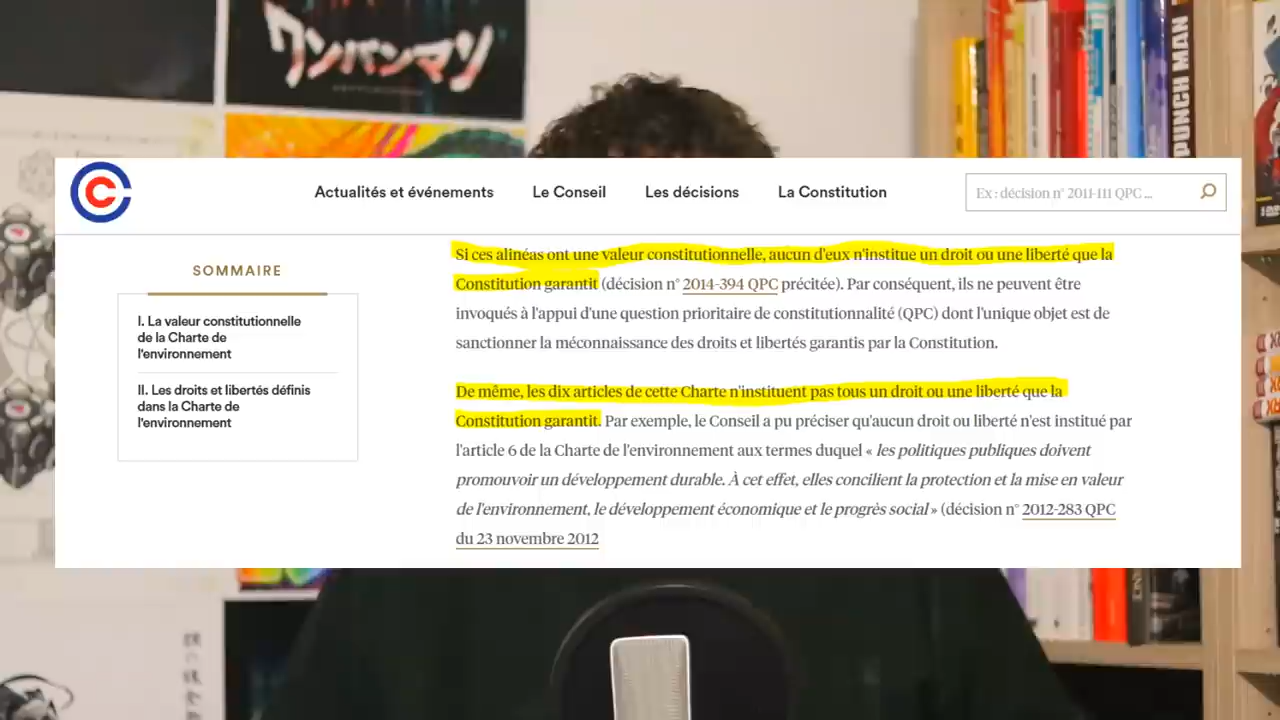 ワンパンマン
PUNCH MAN
Actualités et événements
Le Conseil
Les décisions
La Constitution
Ex : décision n° 2011-111 QPC ...
SOMMAIRE
I. La valeur constitutionnelle
de la Charte de
l'environnement
II. Les droits et libertés définis
dans la Charte de
l'environnement
Si ces alinéas ont une valeur constitutionnelle, aucun d'eux n'institue un droit ou une liberté que la
Constitution garantit (décision n° 2014-394 QPC précitée). Par conséquent, ils ne peuvent être
invoqués à l'appui d'une question prioritaire de constitutionnalité (QPC) dont l'unique objet est de
sanctionner la méconnaissance des droits et libertés garantis par la Constitution.
De même, les dix articles de cette Charte n'instituent pas tous un droit ou une liberté que la
Constitution garantit. Par exemple, le Conseil a pu préciser qu'aucun droit ou liberté n'est institué par
l'article 6 de la Charte de l'environnement aux termes duquel « les politiques publiques doivent
promouvoir un développement durable. À cet effet, elles concilient la protection et la mise en valeur
de l'environnement, le développement économique et le progrès social » (décision n° 2012-283 QPC
du 23 novembre 2012